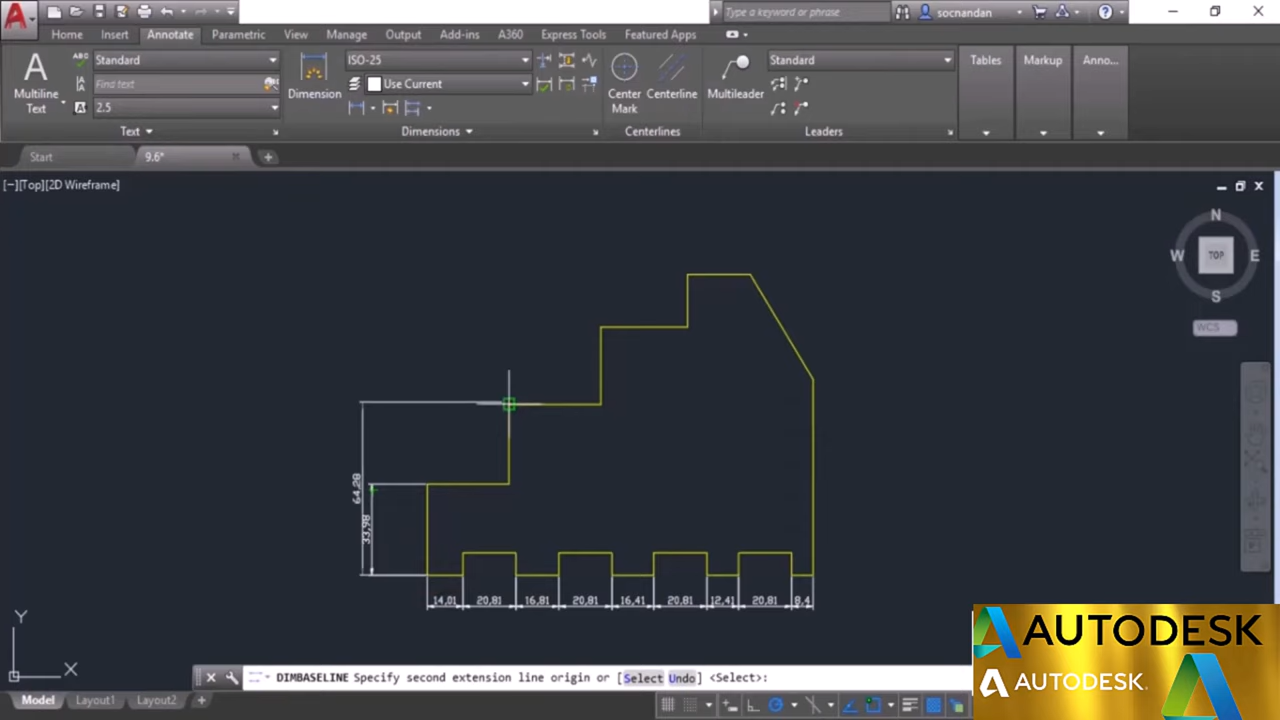 Type a keyword or phrase
socnandan
Home Insert Annotate Parametric View Manage Output Add-ins A360 Express Tools Featured Apps
A
Multiline
Text
Standard
Find text
2.5
Text
Dimension
ISO-25
Use Current
Dimensions
Center
Mark
Centerline
Centerlines
Multileader
Standard
Leaders
Tables
Markup
Anno...
Start
9.6*
[−][Top][2D Wireframe]
N
W TOP E
S
WCS
64,28
33,98
14,01 20,81 16,81 20,81 16,41 20,81 12,41 20,81 8,4
Y
X
DIMBASELINE Specify second extension line origin or [Select Undo] <Select>:
Model Layout1 Layout2
AUTODESK
AUTODESK.